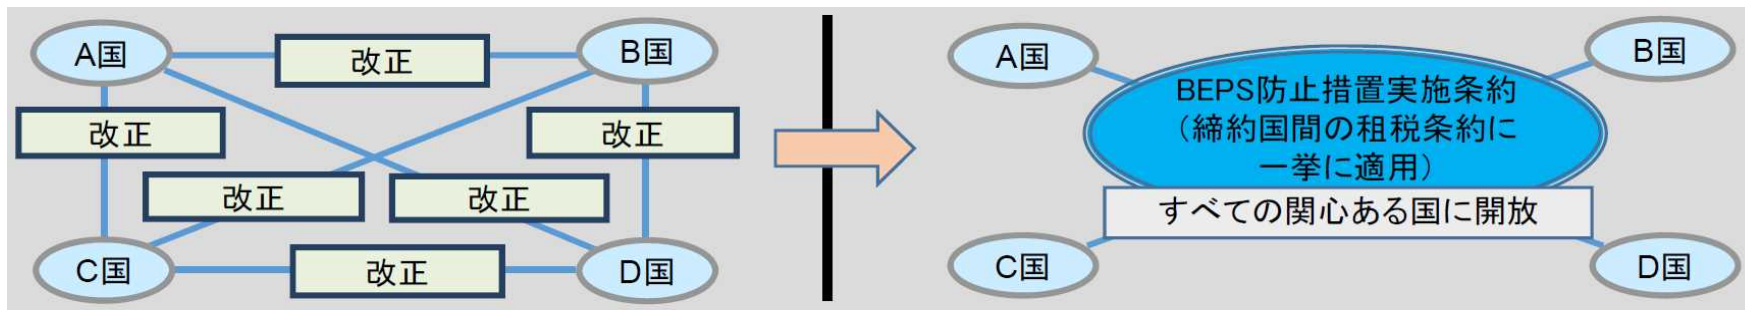 A国
改正
B国
改正
改正
改正
改正
C国
改正
D国
A国
B国
BEPS防止措置実施条約
（締約国間の租税条約に
一挙に適用）
すべての関心ある国に開放
C国
D国